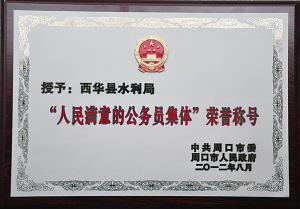 授予：西华县水利局
“人民满意的公务员集体”荣誉称号
中共周口市委
周口市人民政府
二〇一二年八月